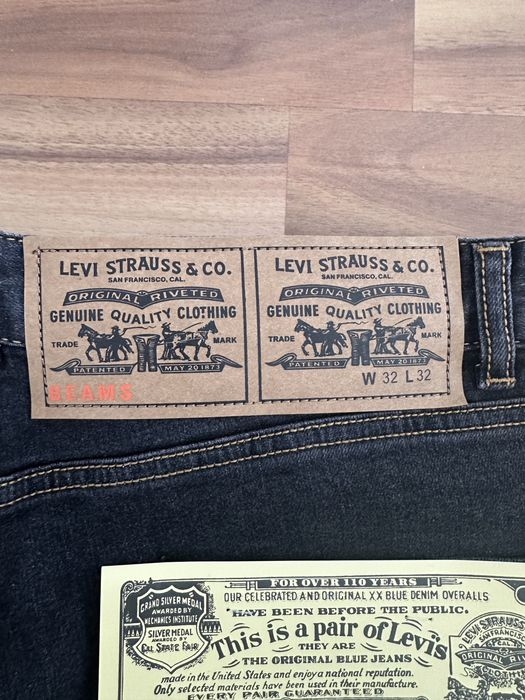 LEVI STRAUSS & CO.
SAN FRANCISCO, CAL.
ORIGINAL RIVETED
GENUINE QUALITY CLOTHING
TRADE MARK
PATENTED MAY 20 1873
BEAMS
LEVI STRAUSS & CO.
SAN FRANCISCO, CAL.
ORIGINAL RIVETED
GENUINE QUALITY CLOTHING
TRADE MARK
PATENTED MAY 20 1873
W 32 L 32
FOR OVER 110 YEARS
OUR CELEBRATED AND ORIGINAL XX BLUE DENIM OVERALLS
HAVE BEEN BEFORE THE PUBLIC.
This is a pair of Levi's
THEY ARE
THE ORIGINAL BLUE JEANS
made in the United States and enjoy a national reputation.
Only selected materials have been used in their manufacture.
EVERY PAIR GUARANTEED
GRAND SILVER MEDAL
AWARDED BY
MECHANICS INSTITUTE
SILVER MEDAL
AWARDED BY
CAL STATE FAIR
LEVI STRAUSS
SAN FRANCISCO
ORIGINAL